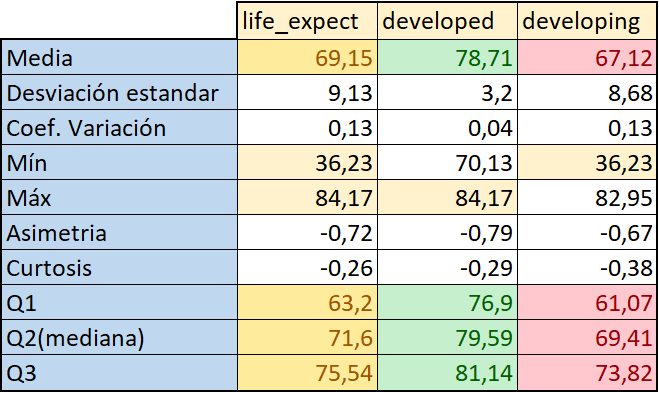 life_expect developed developing
Media 69,15 78,71 67,12
Desviación estandar 9,13 3,2 8,68
Coef. Variación 0,13 0,04 0,13
Mín 36,23 70,13 36,23
Máx 84,17 84,17 82,95
Asimetria -0,72 -0,79 -0,67
Curtosis -0,26 -0,29 -0,38
Q1 63,2 76,9 61,07
Q2(mediana) 71,6 79,59 69,41
Q3 75,54 81,14 73,82